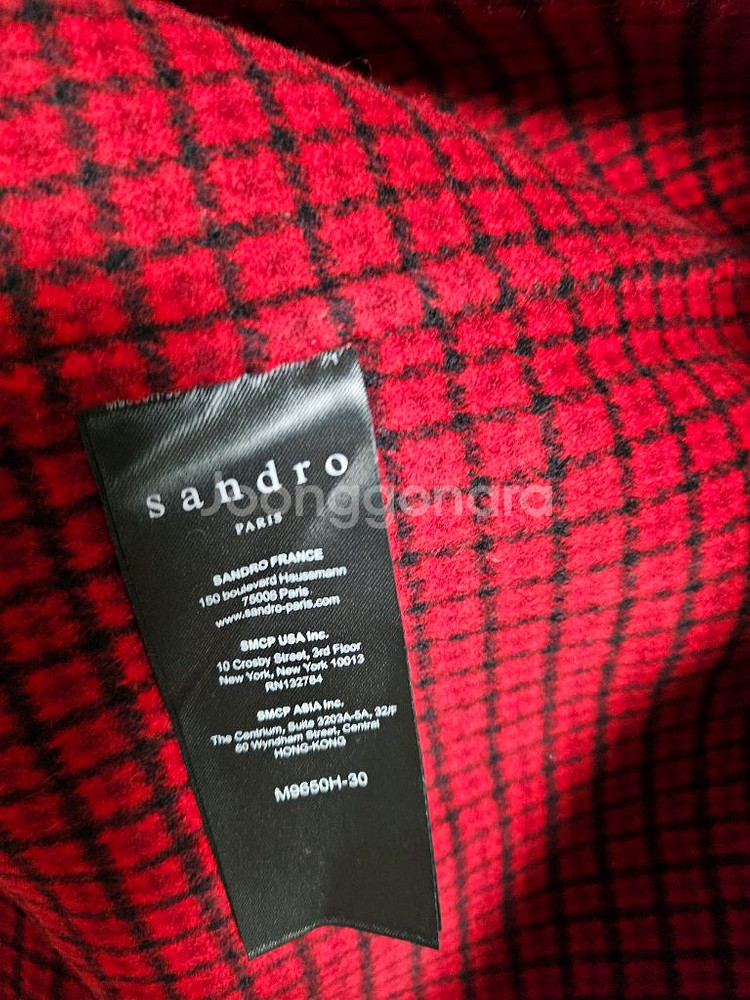 sandro
PARIS
Joonggonara
SANDRO FRANCE
150 boulevard Haussmann
75008 Paris
www.sandro-paris.com
SMCP USA Inc.
10 Crosby Street, 3rd Floor
New York, New York 10013
RN132764
SMCP ASIA Inc.
The Centrium, Suite 3203A-5A, 32/F
60 Wyndham Street, Central
HONG-KONG
M9650H-30